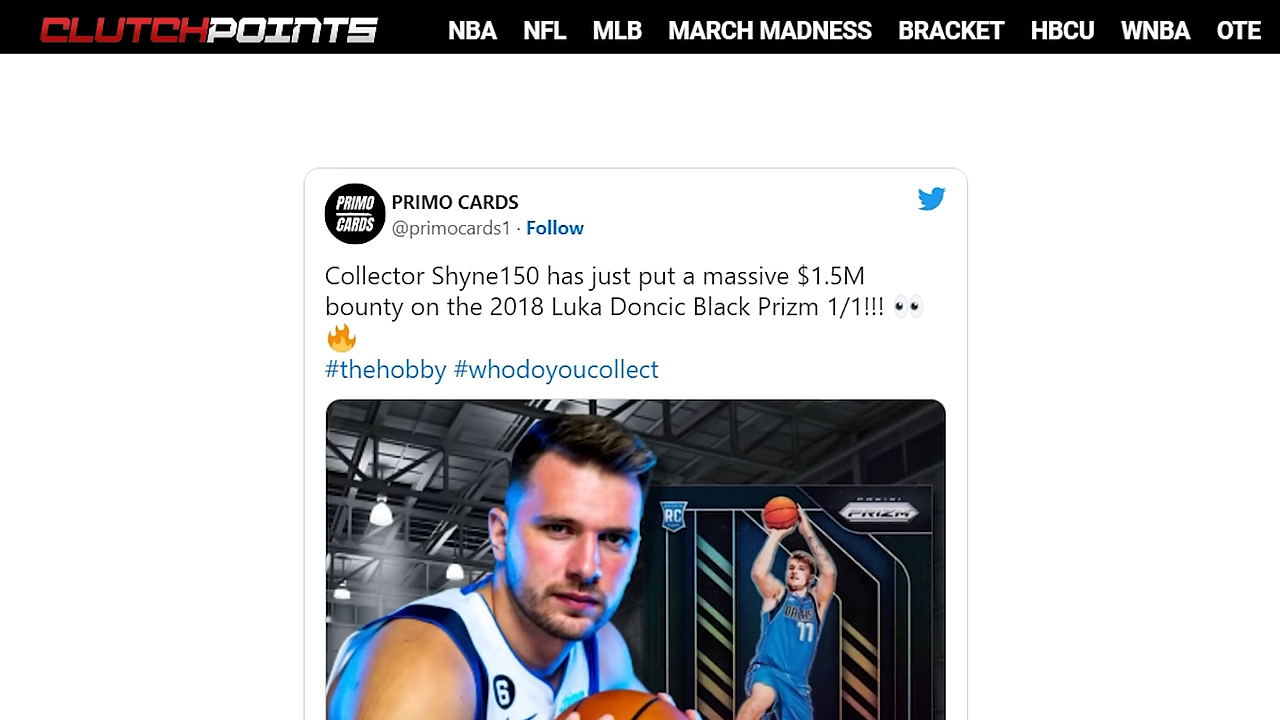 CLUTCHPOINTS NBA NFL MLB MARCH MADNESS BRACKET HBCU WNBA OTE
PRIMO CARDS
PRIMO CARDS
@primocards1 · Follow
Collector Shyne150 has just put a massive $1.5M
bounty on the 2018 Luka Doncic Black Prizm 1/1!!! 👀
🔥
#thehobby #whodoyoucollect
RC
PANINI
PRIZM
DALLAS
77
6